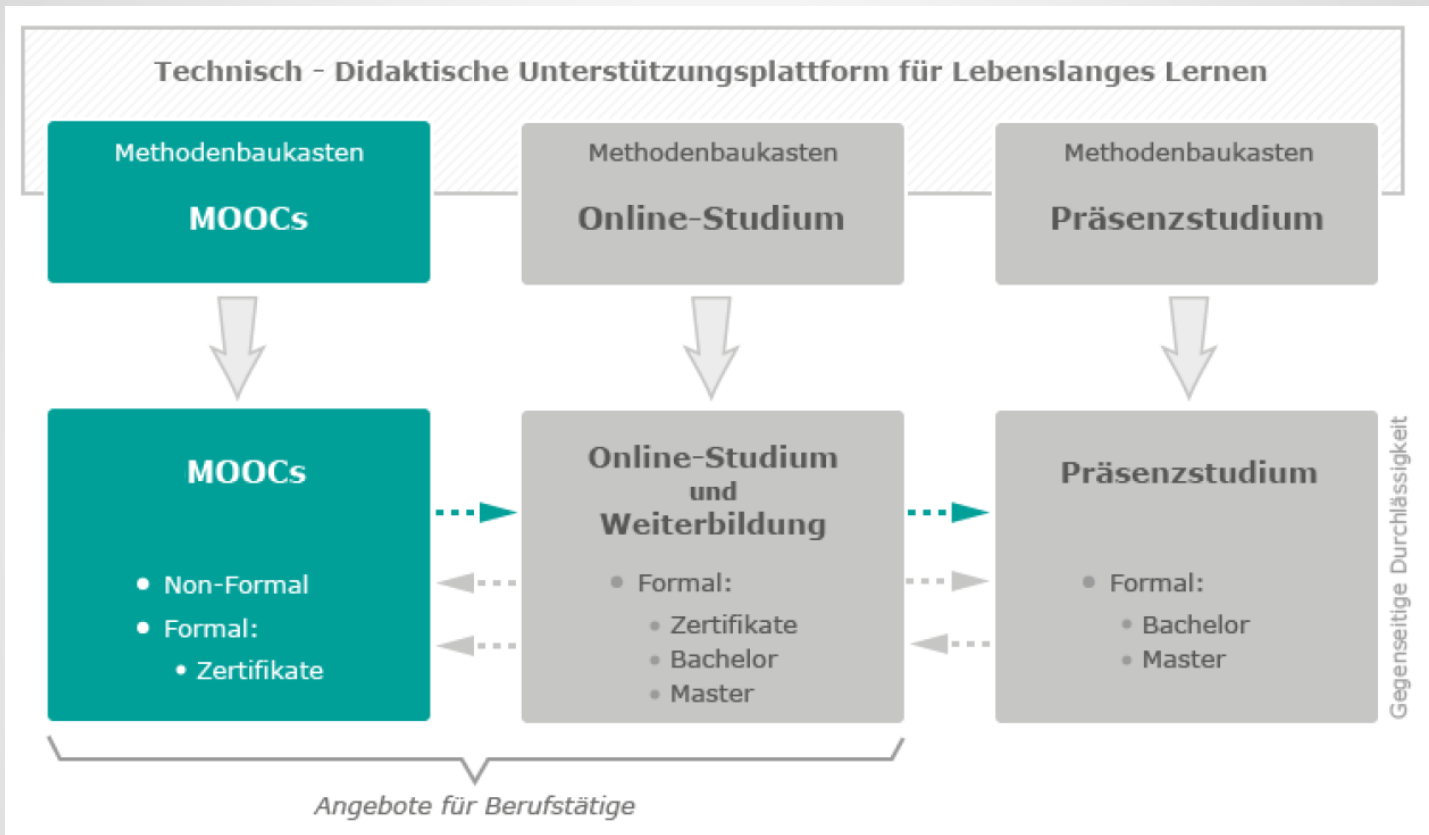 Technisch - Didaktische Unterstützungsplattform für Lebenslanges Lernen
Methodenbaukasten
MOOCs
Methodenbaukasten
Online-Studium
Methodenbaukasten
Präsenzstudium
MOOCs
• Non-Formal
• Formal:
• Zertifikate
Online-Studium
und
Weiterbildung
• Formal:
• Zertifikate
• Bachelor
• Master
Präsenzstudium
• Formal:
• Bachelor
• Master
Gegenseitige Durchlässigkeit
Angebote für Berufstätige